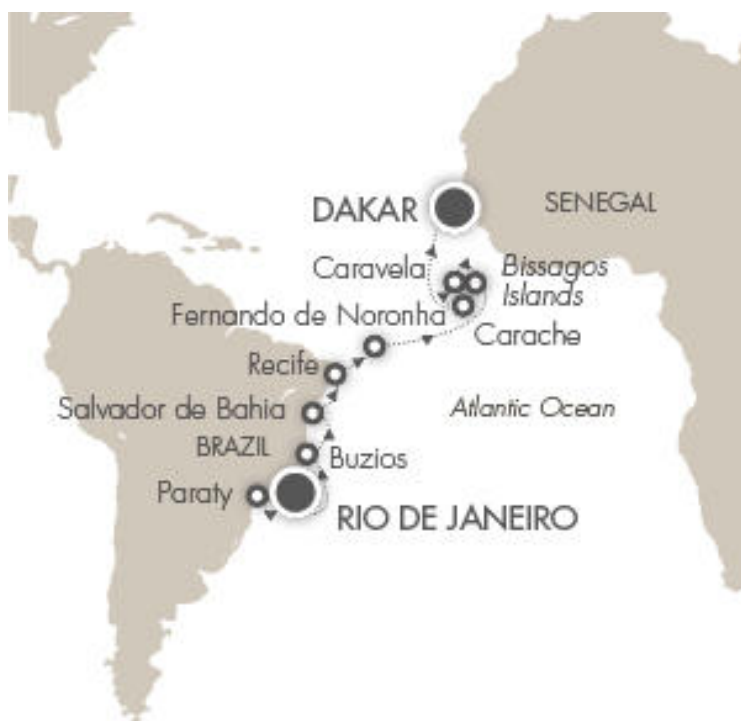 DAKAR
SENEGAL
Caravela
Bissagos
Islands
Fernando de Noronha
Carache
Recife
Salvador de Bahia
Atlantic Ocean
BRAZIL
Buzios
Paraty
RIO DE JANEIRO